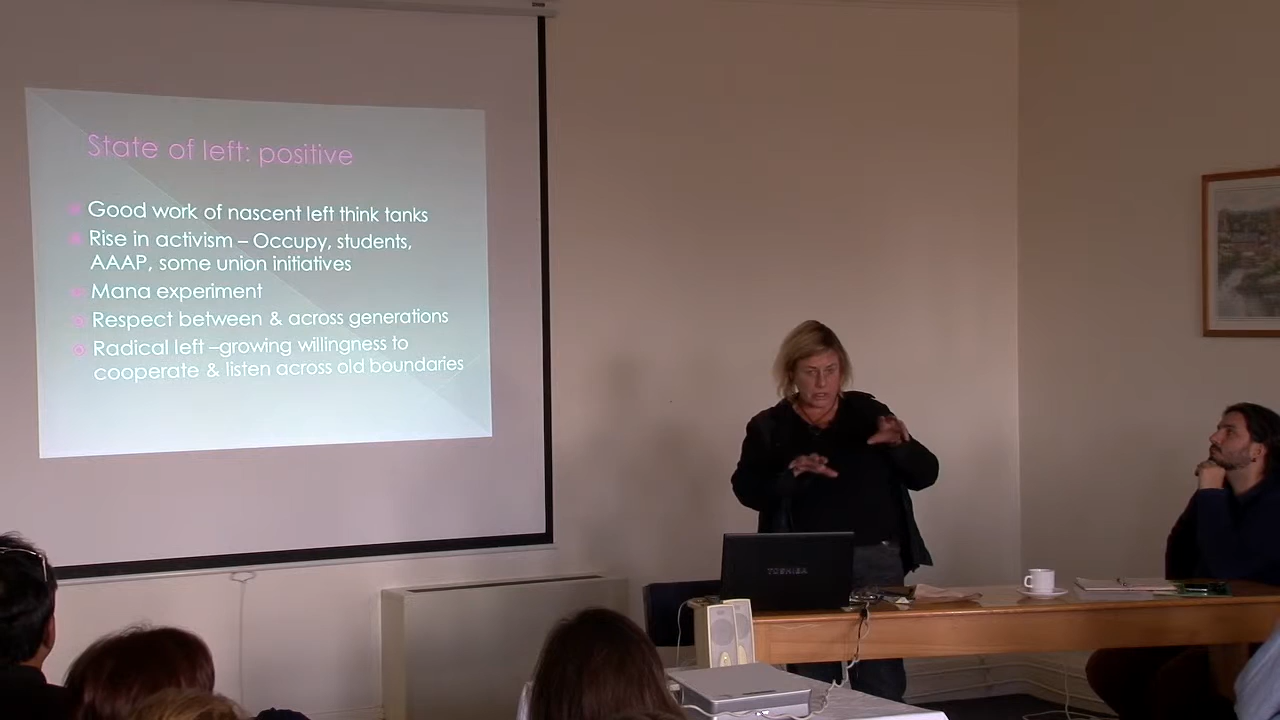 State of left: positive
Good work of nascent left think tanks
Rise in activism – Occupy, students,
AAAP, some union initiatives
Mana experiment
Respect between & across generations
Radical left –growing willingness to
cooperate & listen across old boundaries
TOSHIBA